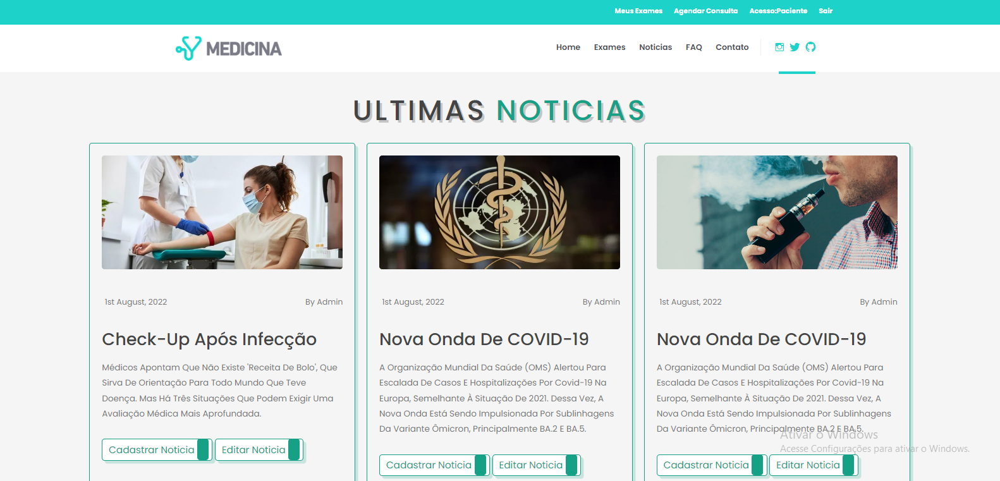 Meus Exames Agendar Consulta Acesso:Paciente Sair
MEDICINA
Home Exames Noticias FAQ Contato
ULTIMAS NOTICIAS
1st August, 2022 By Admin
Check-Up Após Infecção
Médicos Apontam Que Não Existe 'Receita De Bolo', Que
Sirva De Orientação Para Todo Mundo Que Teve
Doença. Mas Há Três Situações Que Podem Exigir Uma
Avaliação Médica Mais Aprofundada.
Cadastrar Noticia Editar Noticia
1st August, 2022 By Admin
Nova Onda De COVID-19
A Organização Mundial Da Saúde (OMS) Alertou Para
Escalada De Casos E Hospitalizações Por Covid-19 Na
Europa, Semelhante À Situação De 2021. Dessa Vez, A
Nova Onda Está Sendo Impulsionada Por Sublinhagens
Da Variante Ômicron, Principalmente BA.2 E BA.5.
Cadastrar Noticia Editar Noticia
1st August, 2022 By Admin
Nova Onda De COVID-19
A Organização Mundial Da Saúde (OMS) Alertou Para
Escalada De Casos E Hospitalizações Por Covid-19 Na
Europa, Semelhante À Situação De 2021. Dessa Vez, A
Nova Onda Está Sendo Impulsionada Por Sublinhagens
Da Variante Ômicron, Principalmente BA.2 E BA.5.
Cadastrar Noticia Editar Noticia
Ativar o Windows
Acesse Configurações para ativar o Windows.